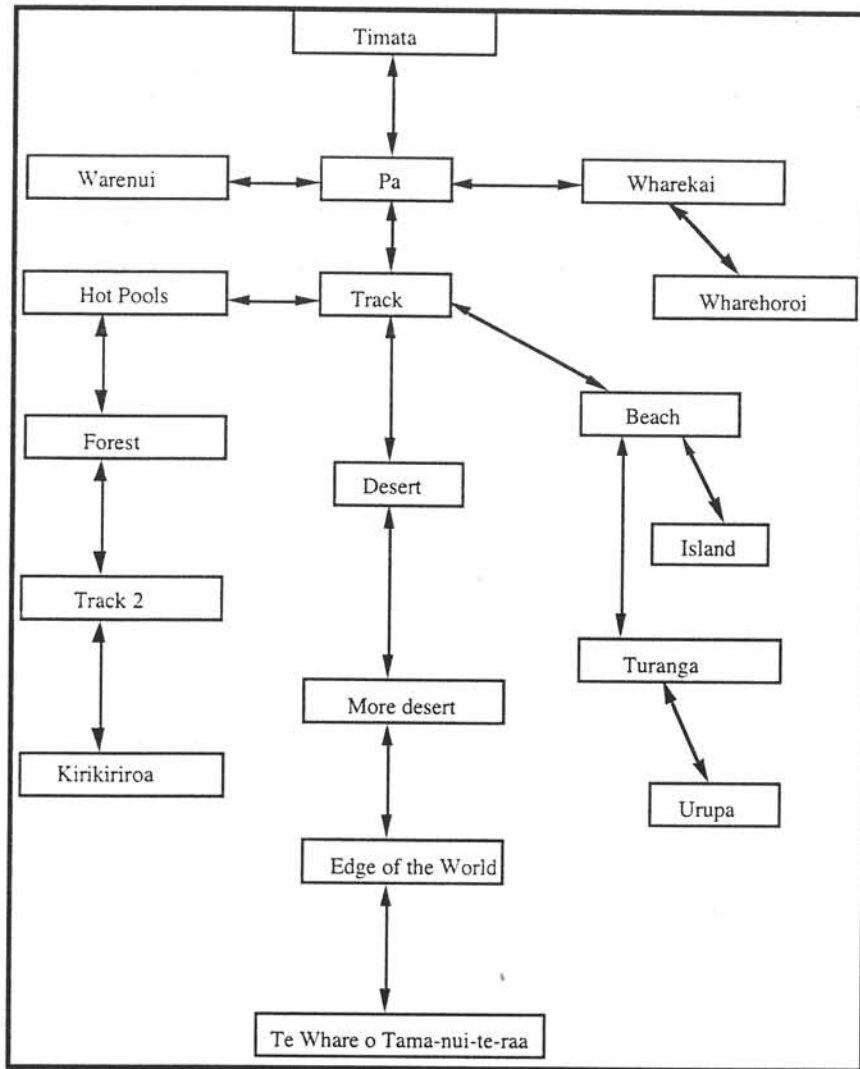 Timata
Warenui
Pa
Wharekai
Hot Pools
Track
Wharehoroi
Beach
Forest
Desert
Island
Track 2
Turanga
More desert
Kirikiriroa
Urupa
Edge of the World
Te Whare o Tama-nui-te-raa